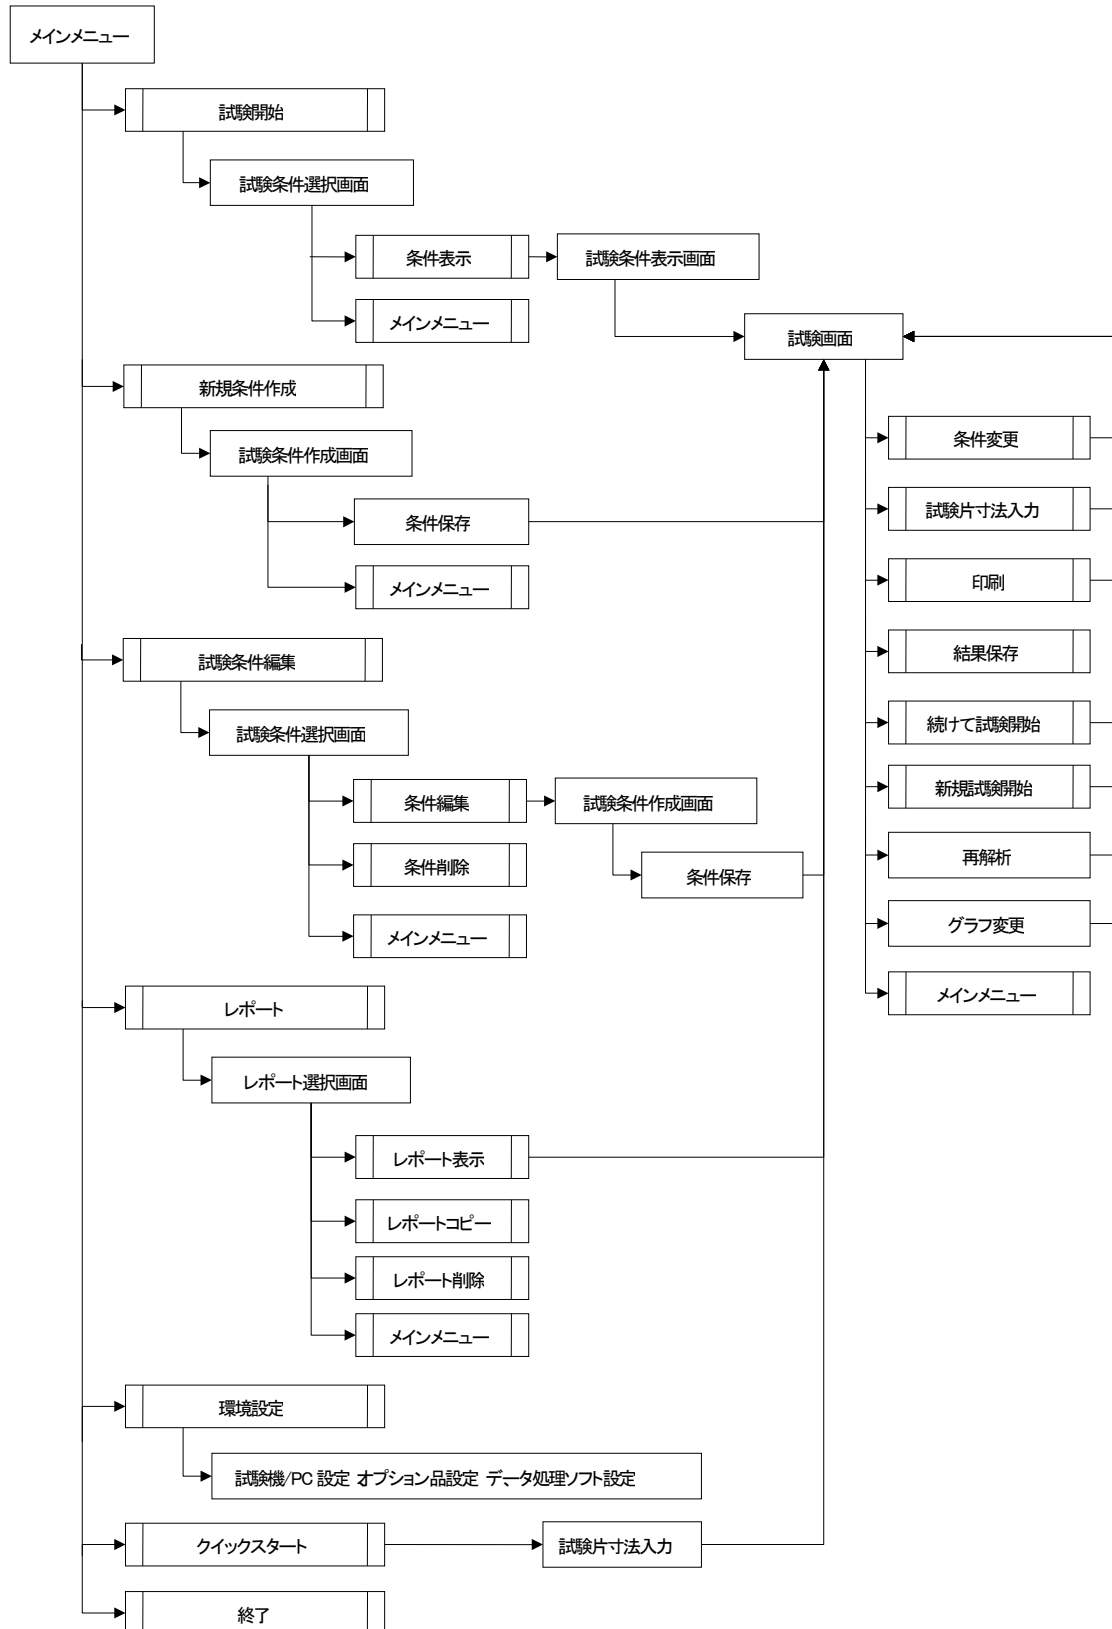 メインメニュー
試験開始
試験条件選択画面
条件表示
試験条件表示画面
メインメニュー
試験画面
新規条件作成
試験条件作成画面
条件保存
メインメニュー
条件変更
試験片寸法入力
印刷
結果保存
続けて試験開始
新規試験開始
再解析
グラフ変更
メインメニュー
試験条件編集
試験条件選択画面
条件編集
試験条件作成画面
条件削除
条件保存
メインメニュー
レポート
レポート選択画面
レポート表示
レポートコピー
レポート削除
メインメニュー
環境設定
試験機/PC 設定 オプション品設定 データ処理ソフト設定
クイックスタート
試験片寸法入力
終了